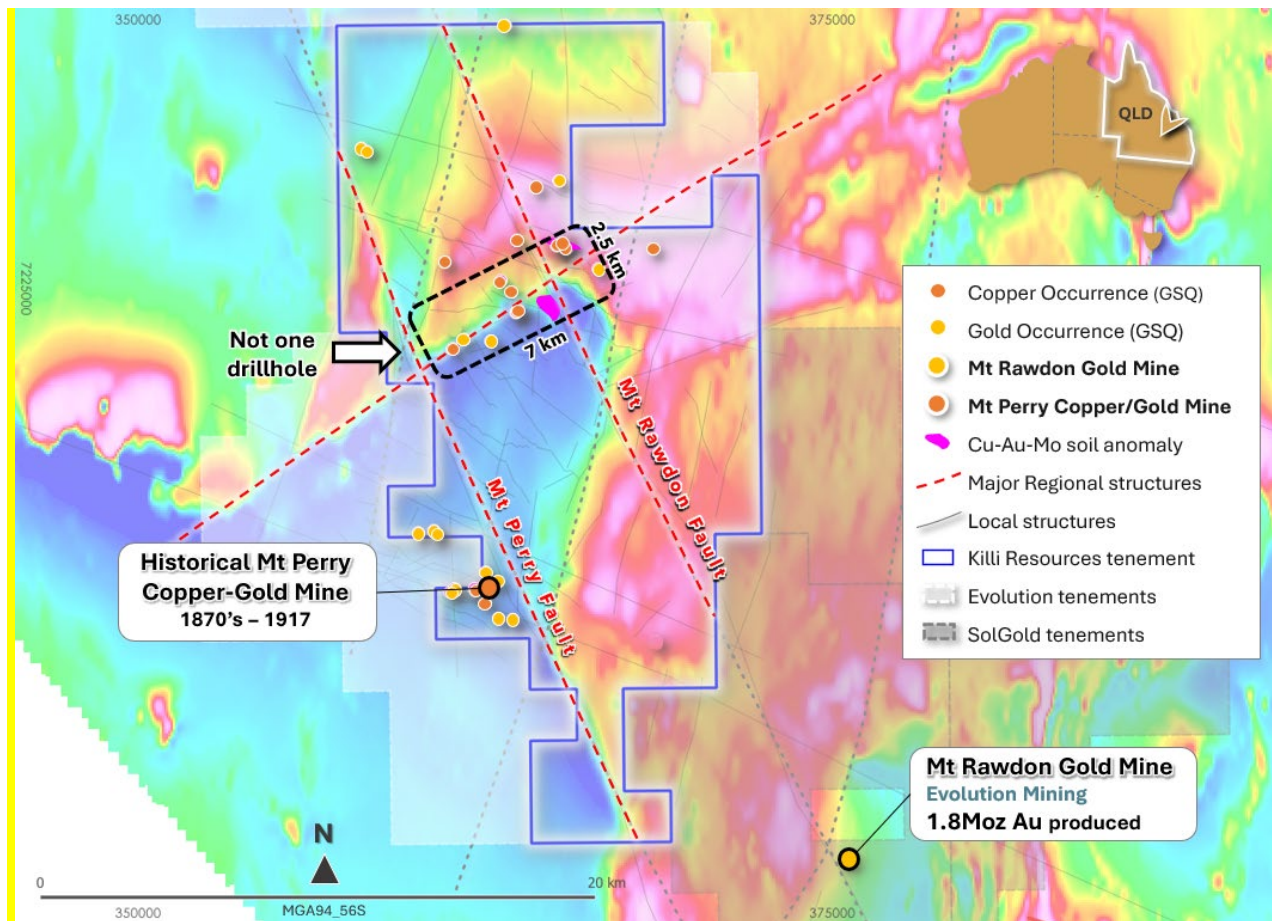 350000
375000
QLD
7225000
2.5 km
7 km
Not one
drillhole
Mt Rawdon Fault
Mt Perry Fault
Copper Occurrence (GSQ)
Gold Occurrence (GSQ)
Mt Rawdon Gold Mine
Mt Perry Copper/Gold Mine
Cu-Au-Mo soil anomaly
Major Regional structures
Local structures
Killi Resources tenement
Evolution tenements
SolGold tenements
Historical Mt Perry
Copper-Gold Mine
1870's – 1917
Mt Rawdon Gold Mine
Evolution Mining
1.8Moz Au produced
N
0
20 km
MGA94_56S
350000
375000